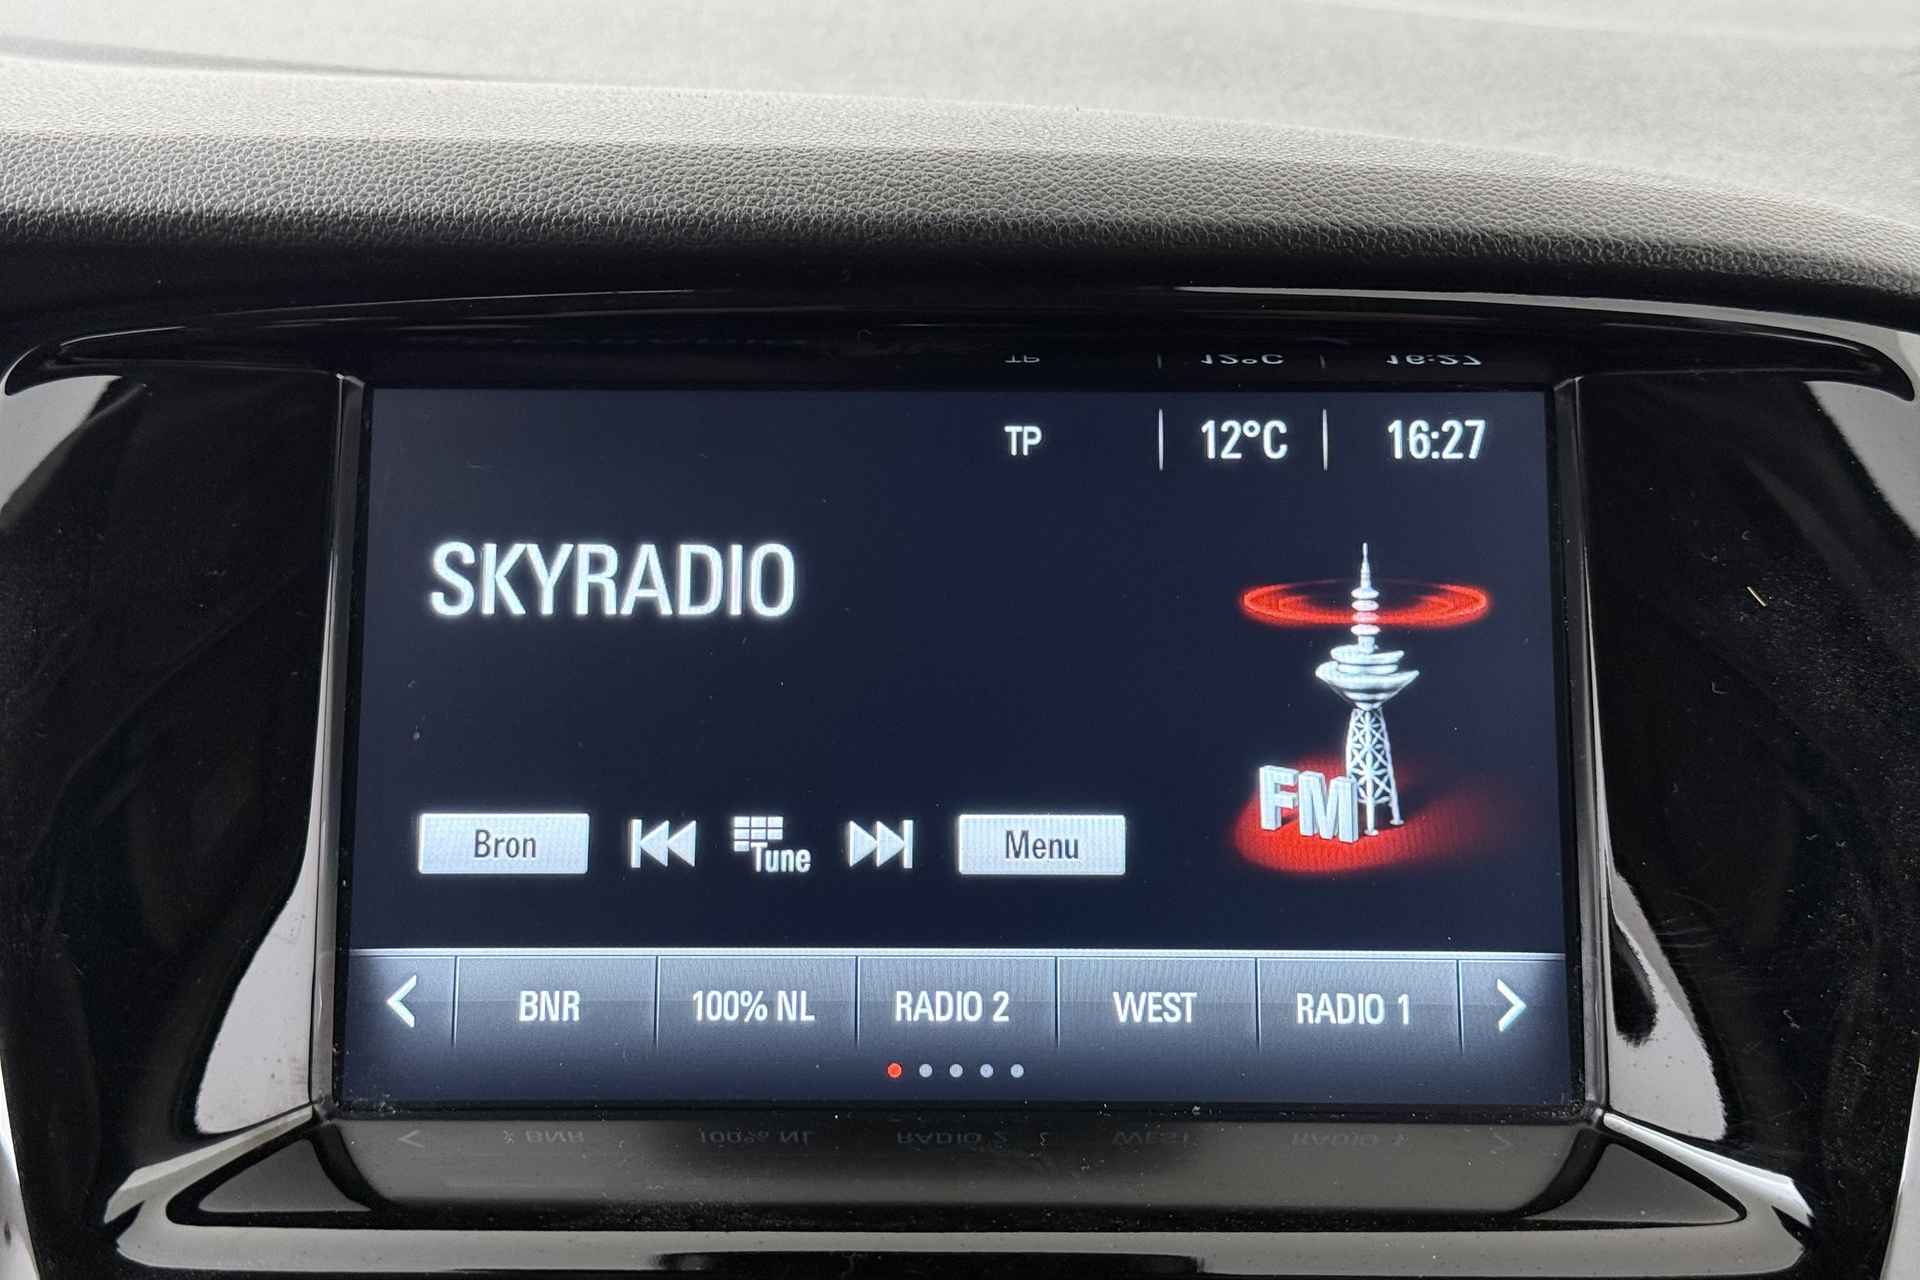 TP 12°C 16:27
SKYRADIO
FM
Bron Tune Menu
BNR 100% NL RADIO 2 WEST RADIO 1